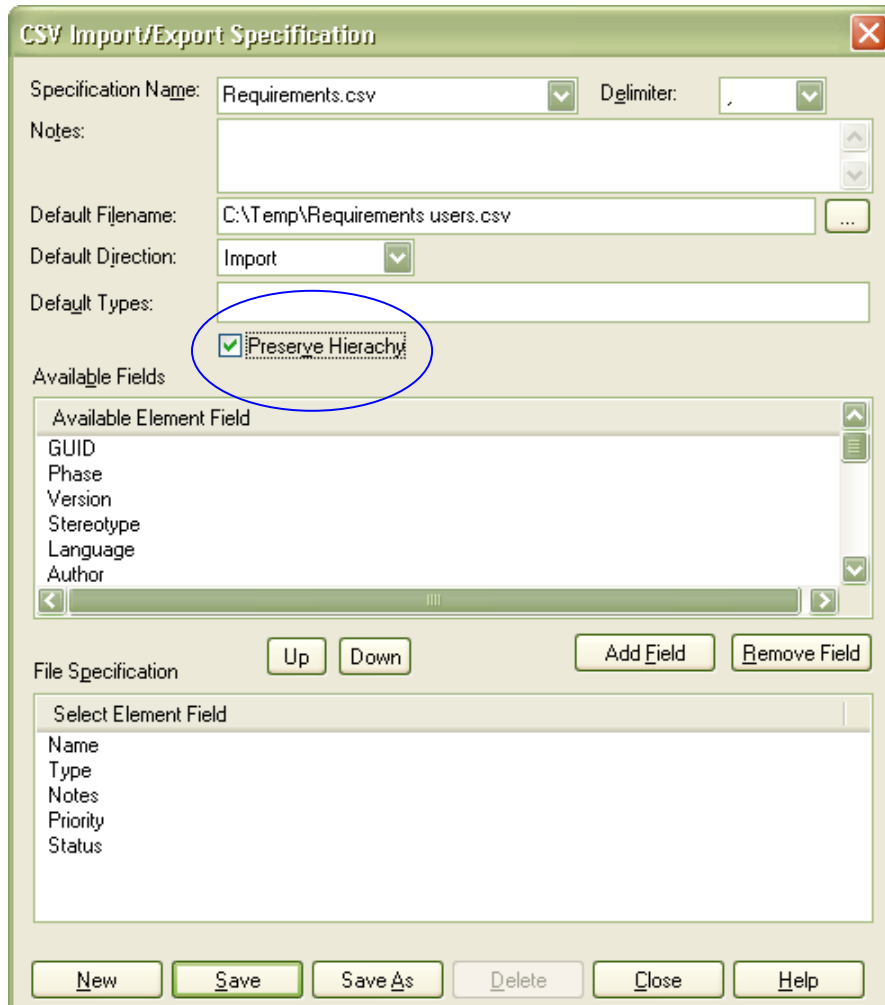 CSV Import/Export Specification
Specification Name: Requirements.csv Delimiter: ,
Notes:
Default Filename: C:\Temp\Requirements users.csv ...
Default Direction: Import
Default Types:
Preserve Hierachy
Available Fields
Available Element Field
GUID
Phase
Version
Stereotype
Language
Author
Up Down Add Field Remove Field
File Specification
Select Element Field
Name
Type
Notes
Priority
Status
New Save Save As Delete Close Help